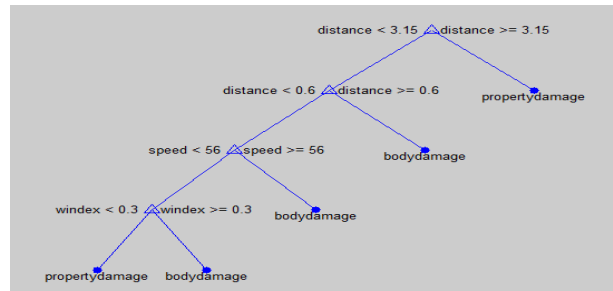 distance < 3.15 distance >= 3.15
distance < 0.6 distance >= 0.6
propertydamage
speed < 56 speed >= 56
bodydamage
windex < 0.3 windex >= 0.3
bodydamage
propertydamage bodydamage